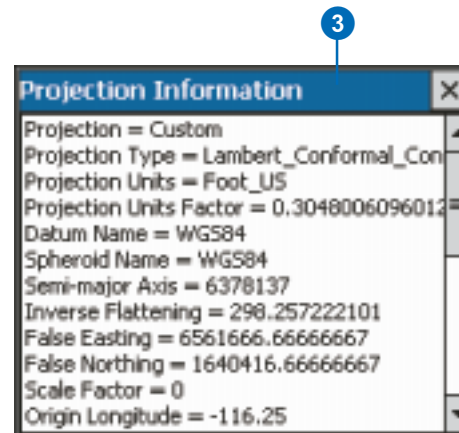 3
Projection Information
Projection = Custom
Projection Type = Lambert_Conformal_Con
Projection Units = Foot_US
Projection Units Factor = 0.3048006096012
Datum Name = WGS84
Spheroid Name = WGS84
Semi-major Axis = 6378137
Inverse Flattening = 298.257222101
False Easting = 6561666.66666667
False Northing = 1640416.66666667
Scale Factor = 0
Origin Longitude = -116.25